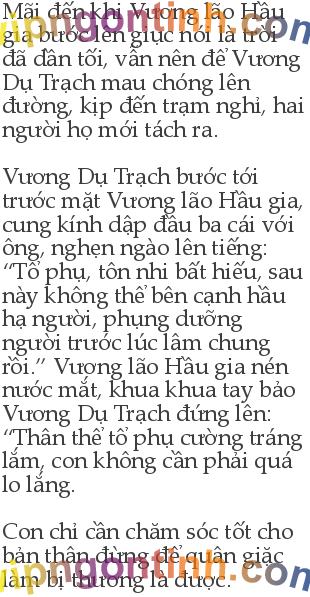 Mãi đến khi Vương lão Hầu
gia bước lên giục nói là trời
đã dần tối, vẫn nên để Vương
Dụ Trạch mau chóng lên
đường, kịp đến trạm nghỉ, hai
người họ mới tách ra.
Vương Dụ Trạch bước tới
trước mặt Vương lão Hầu gia,
cung kính dập đầu ba cái với
ông, nghẹn ngào lên tiếng:
“Tổ phụ, tôn nhi bất hiếu, sau
này không thể bên cạnh hầu
hạ người, phụng dưỡng
người trước lúc lâm chung
rồi.” Vương lão Hầu gia nén
nước mắt, khua khua tay bảo
Vương Dụ Trạch đứng lên:
“Thân thể tổ phụ cường tráng
lắm, con không cần phải quá
lo lắng.
Con chỉ cần chăm sóc tốt cho
bản thân đừng để quân giặc
làm bị thương là được.”